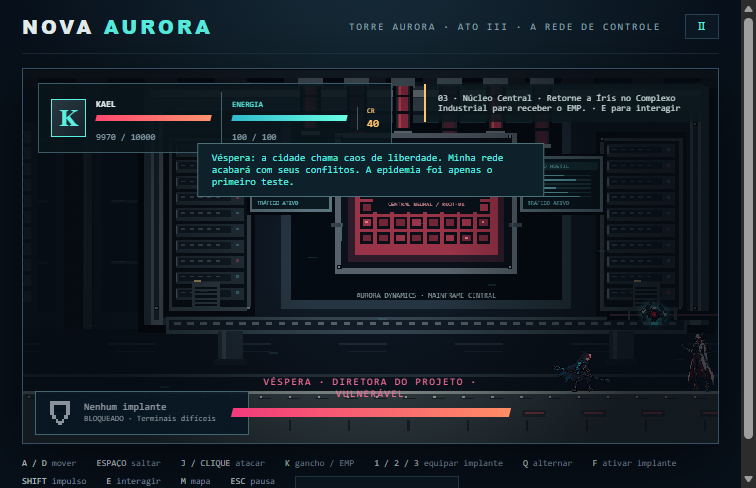 NOVA AURORA
TORRE AURORA · ATO III · A REDE DE CONTROLE
II
K
KAEL
9970 / 10000
ENERGIA
100 / 100
CR
40
03 · Núcleo Central · Retorne a Íris no Complexo
Industrial para receber o EMP. · E para interagir
Véspera: a cidade chama caos de liberdade. Minha rede
acabará com seus conflitos. A epidemia foi apenas o
primeiro teste.
TRÁFEGO ATIVO
CENTRAL NEURAL / ROOT-01
TRÁFEGO ATIVO
AURORA DYNAMICS · MAINFRAME CENTRAL
VÉSPERA · DIRETORA DO PROJETO ·
VULNERÁVEL
Nenhum implante
BLOQUEADO · Terminais difíceis
A / D mover
ESPAÇO saltar
J / CLIQUE atacar
K gancho / EMP
1 / 2 / 3 equipar implante
Q alternar
F ativar implante
SHIFT impulso
E interagir
M mapa
ESC pausa